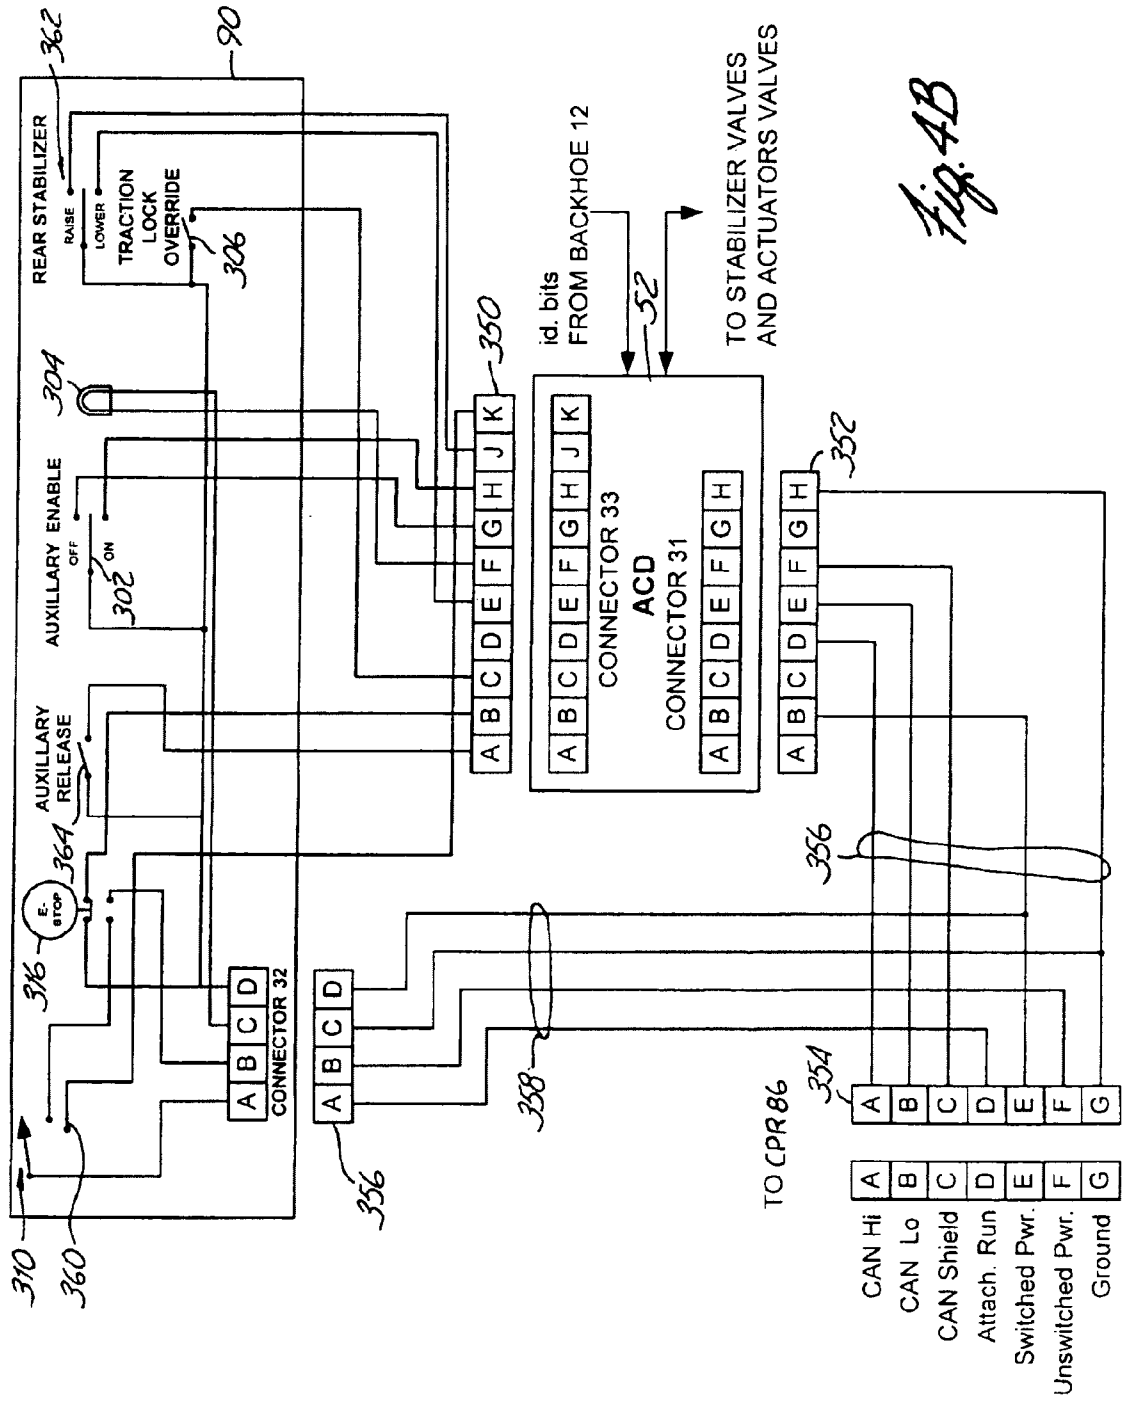 310
360
316
E-
STOP
364
AUXILLARY
RELEASE
AUXILLARY ENABLE
OFF
ON
302
304
REAR STABILIZER
RAISE
LOWER
362
TRACTION
LOCK
OVERRIDE
306
90
A B C D
CONNECTOR 32
A B C D
356
358
A B C D E F G H J K
350
A B C D E F G H J K
CONNECTOR 33
ACD
CONNECTOR 31
A B C D E F G H
52
id. bits
FROM BACKHOE 12
TO STABILIZER VALVES
AND ACTUATORS VALVES
A B C D E F G H
352
356
TO CPR 86
354
CAN Hi A A
CAN Lo B B
CAN Shield C C
Attach. Run D D
Switched Pwr. E E
Unswitched Pwr. F F
Ground G G
Fig. 4B